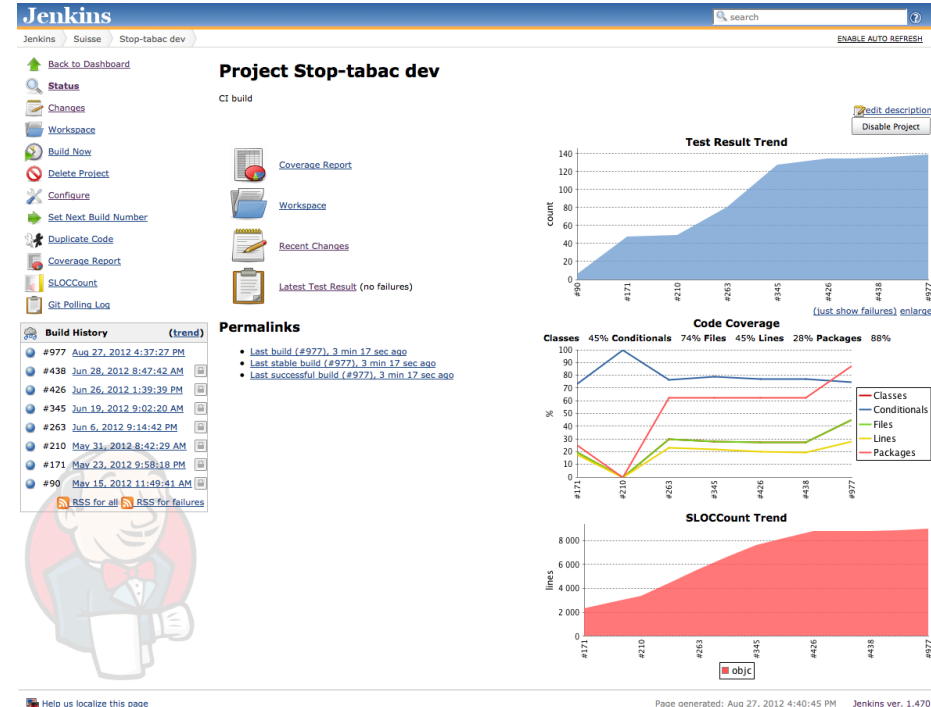 Jenkins
search
Jenkins Suisse Stop-tabac dev
ENABLE AUTO REFRESH
Back to Dashboard
Status
Changes
Workspace
Build Now
Delete Project
Configure
Set Next Build Number
Duplicate Code
Coverage Report
SLOCCount
Git Polling Log
Build History (trend)
#977 Aug 27, 2012 4:37:27 PM
#438 Jun 28, 2012 8:47:42 AM
#426 Jun 26, 2012 1:39:39 PM
#345 Jun 19, 2012 9:02:20 AM
#263 Jun 6, 2012 9:14:42 PM
#210 May 31, 2012 8:42:29 AM
#171 May 23, 2012 9:58:18 PM
#90 May 15, 2012 11:49:41 AM
RSS for all RSS for failures
Project Stop-tabac dev
CI build
edit description
Disable Project
Coverage Report
Workspace
Recent Changes
Latest Test Result (no failures)
Permalinks
Last build (#977), 3 min 17 sec ago
Last stable build (#977), 3 min 17 sec ago
Last successful build (#977), 3 min 17 sec ago
Test Result Trend
count
140
120
100
80
60
40
20
0
#90 #171 #210 #263 #345 #426 #438 #977
(just show failures) enlarge
Code Coverage
Classes 45% Conditionals 74% Files 45% Lines 28% Packages 88%
%
100
90
80
70
60
50
40
30
20
10
0
#171 #210 #263 #345 #426 #438 #977
Classes
Conditionals
Files
Lines
Packages
SLOCCount Trend
lines
8 000
6 000
4 000
2 000
0
#171 #210 #263 #345 #426 #438 #977
objc
Help us localize this page
Page generated: Aug 27, 2012 4:40:45 PM Jenkins ver. 1.470